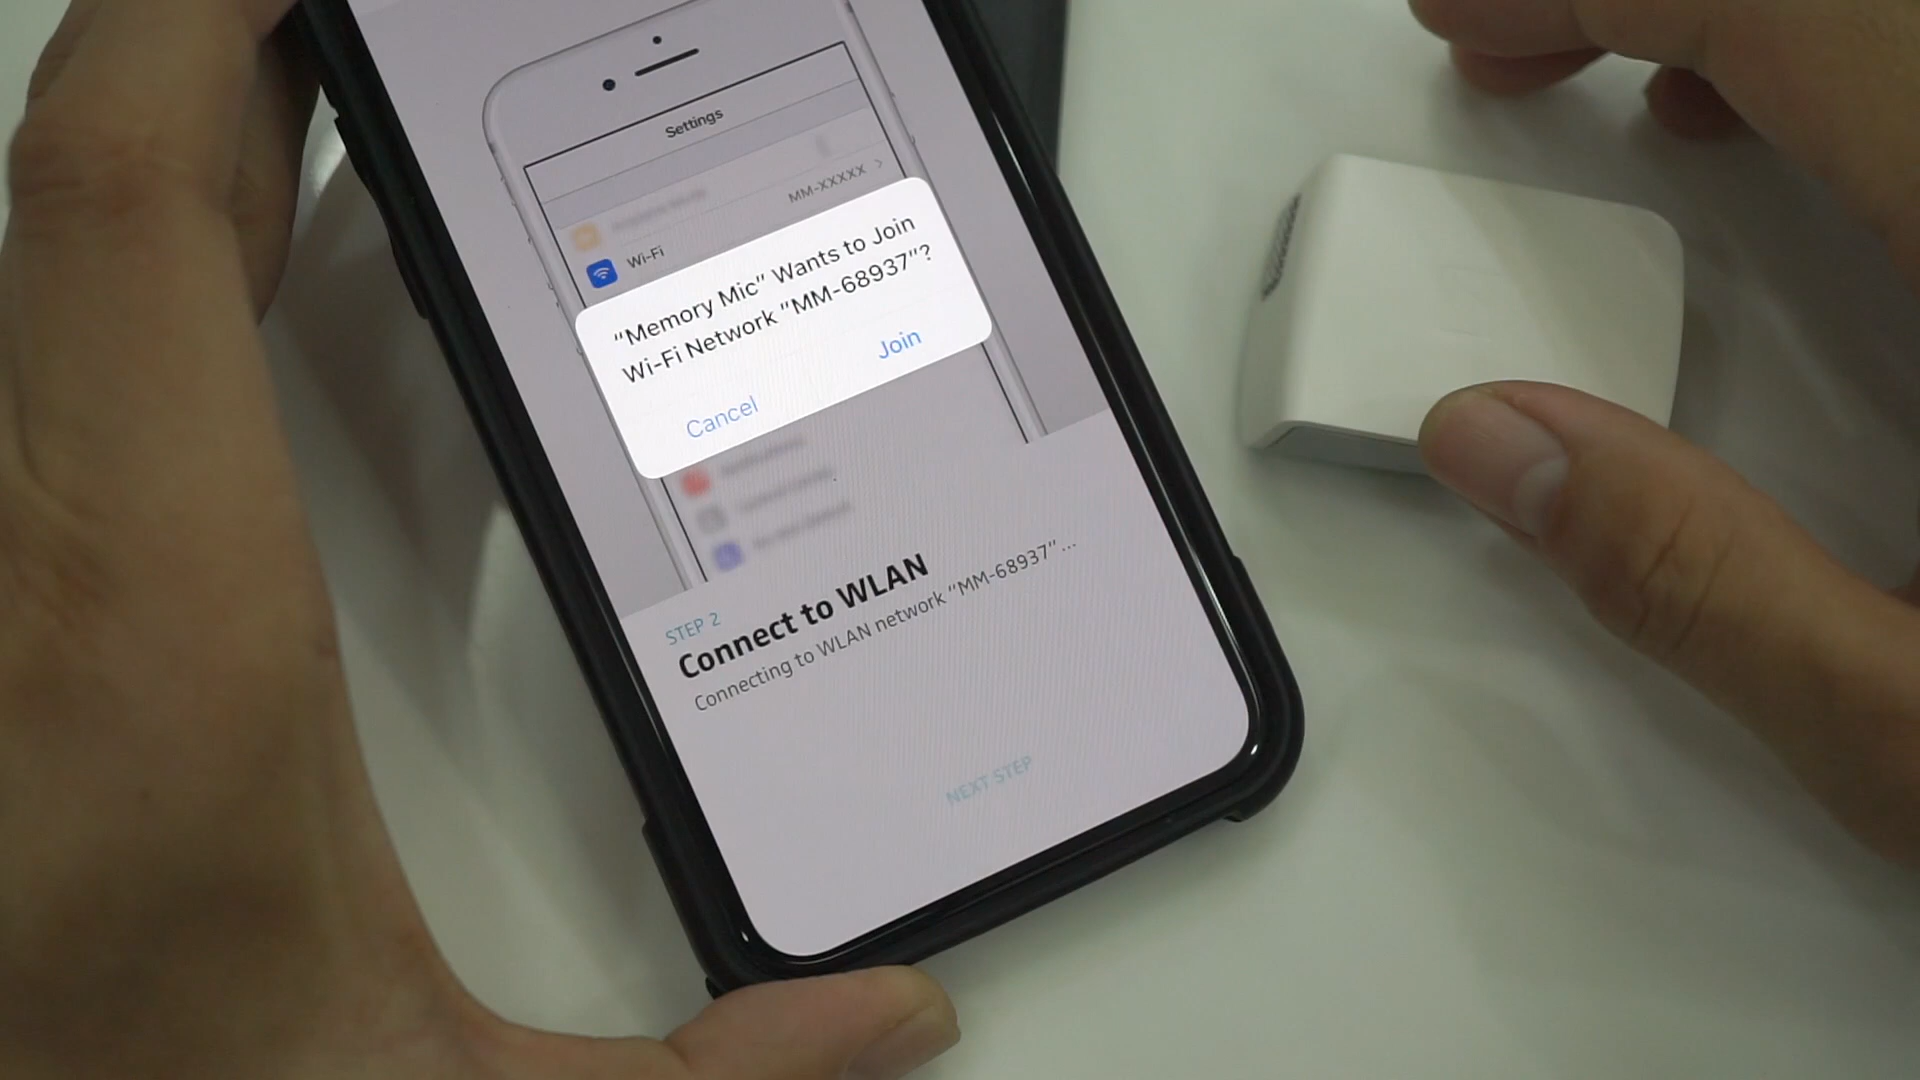 Settings
MM-XXXXX
Wi-Fi
“Memory Mic” Wants to Join
Wi-Fi Network “MM-68937”?
Cancel
Join
STEP 2
Connect to WLAN
Connecting to WLAN network “MM-68937” ...
NEXT STEP